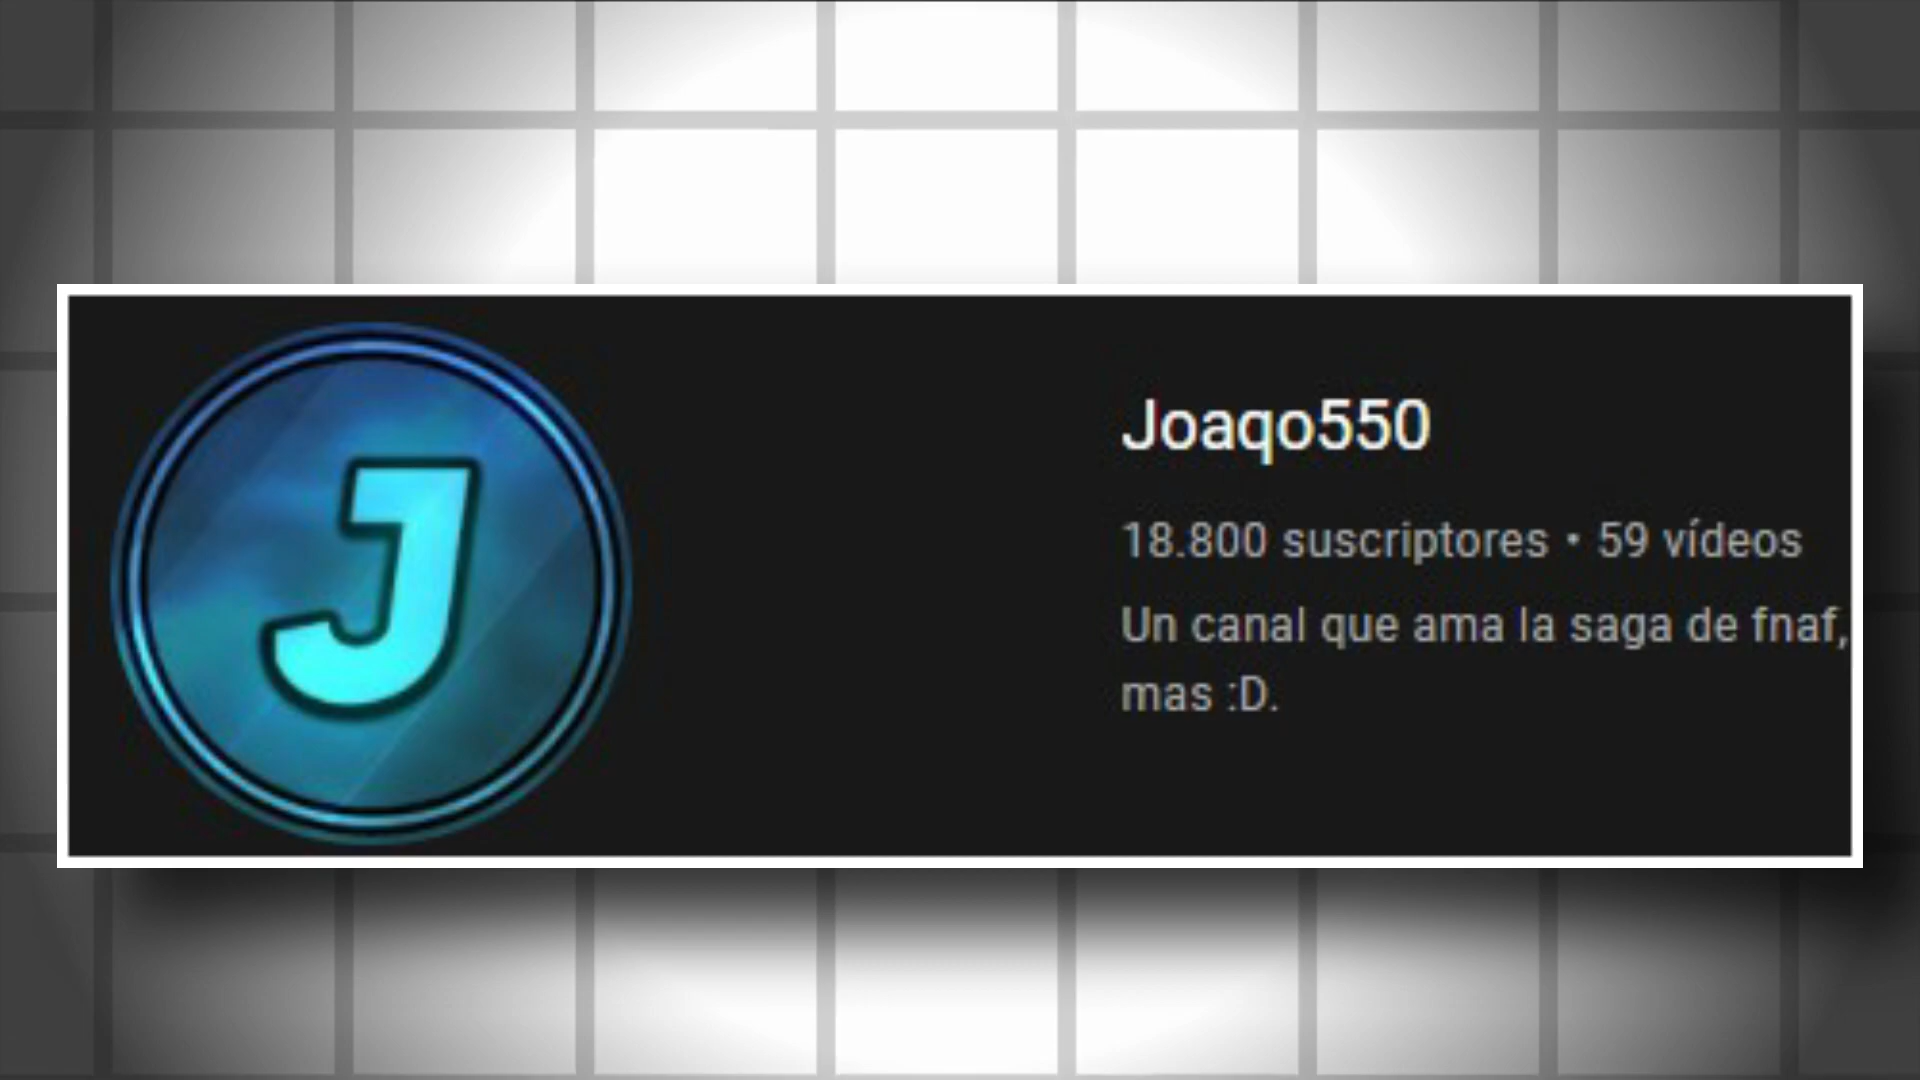 J
Joaqo550
18.800 suscriptores • 59 vídeos
Un canal que ama la saga de fnaf,
mas :D.